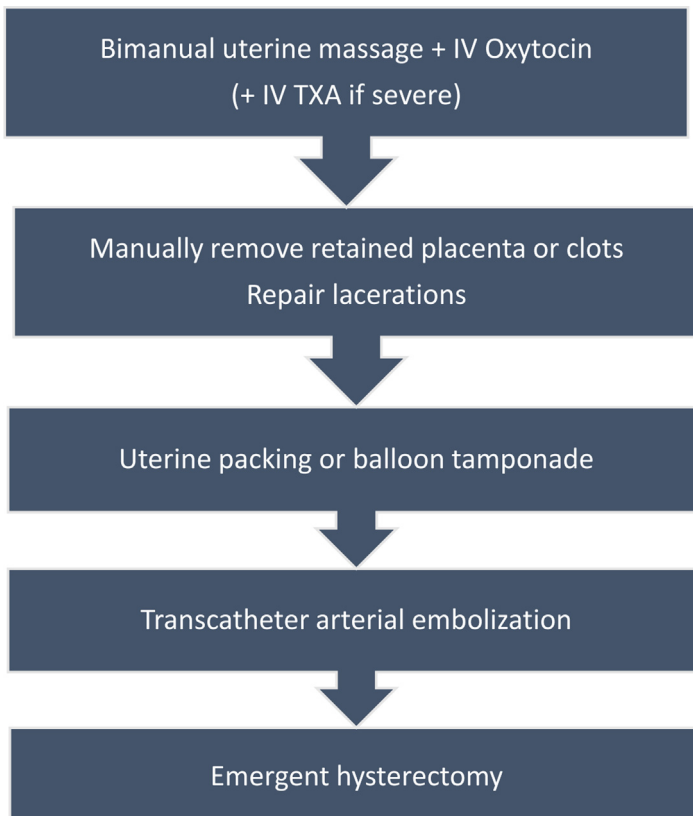 Bimanual uterine massage + IV Oxytocin
(+ IV TXA if severe)
Manually remove retained placenta or clots
Repair lacerations
Uterine packing or balloon tamponade
Transcatheter arterial embolization
Emergent hysterectomy